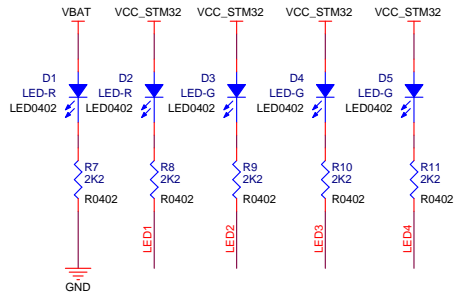 VBAT VCC_STM32 VCC_STM32 VCC_STM32 VCC_STM32
D1 D2 D3 D4 D5
LED-R LED-R LED-G LED-G LED-G
LED0402 LED0402 LED0402 LED0402 LED0402
R7 R8 R9 R10 R11
2K2 2K2 2K2 2K2 2K2
R0402 R0402 R0402 R0402 R0402
LED1 LED2 LED3 LED4
GND